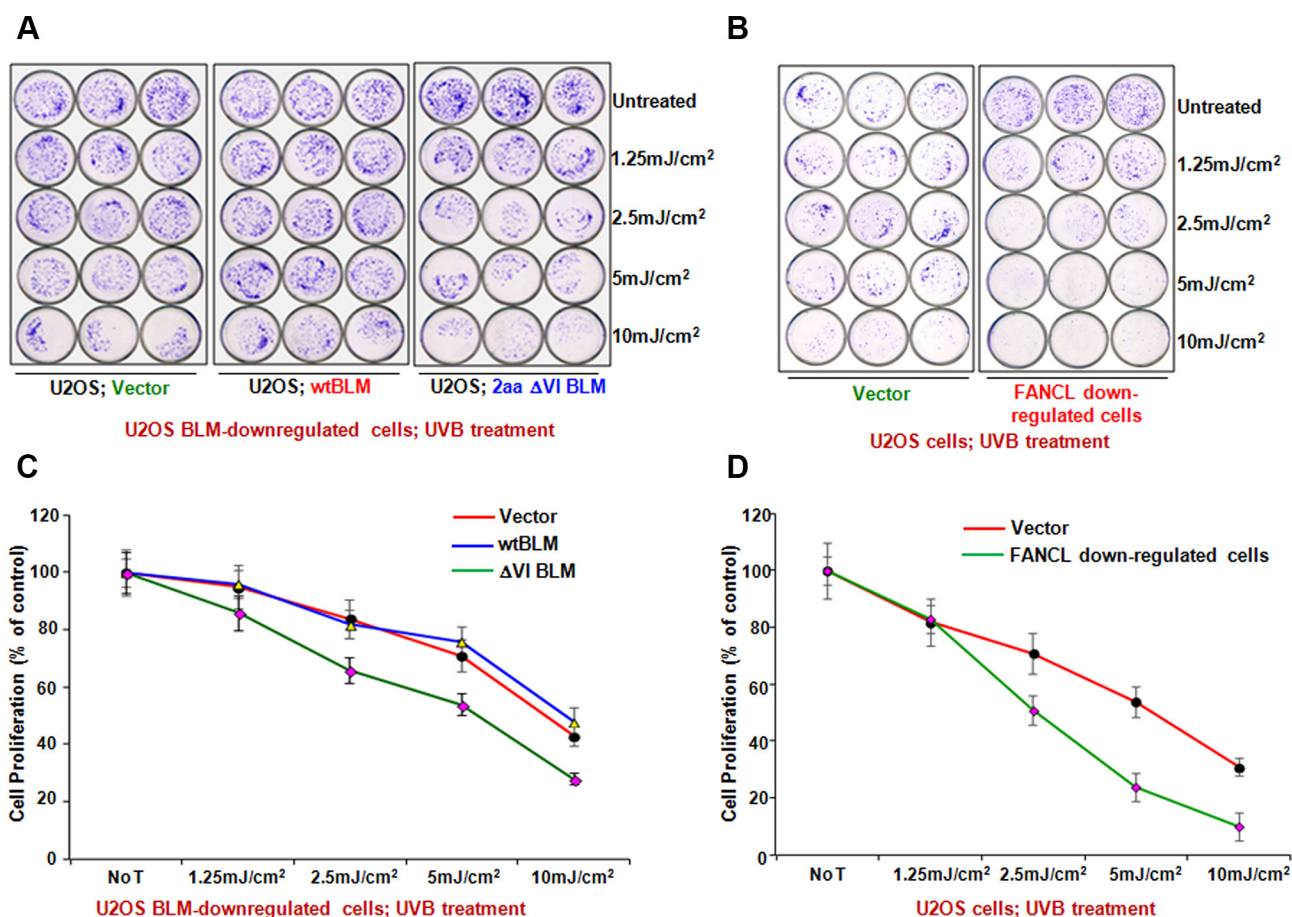 A
Untreated
1.25mJ/cm²
2.5mJ/cm²
5mJ/cm²
10mJ/cm²
U2OS; Vector
U2OS; wtBLM
U2OS; 2aa ΔVI BLM
U2OS BLM-downregulated cells; UVB treatment
B
Untreated
1.25mJ/cm²
2.5mJ/cm²
5mJ/cm²
10mJ/cm²
Vector
FANCL down-
regulated cells
U2OS cells; UVB treatment
C
Cell Proliferation (% of control)
120
100
80
60
40
20
0
Vector
wtBLM
ΔVI BLM
No T
1.25mJ/cm²
2.5mJ/cm²
5mJ/cm²
10mJ/cm²
U2OS BLM-downregulated cells; UVB treatment
D
Cell Proliferation (% of control)
120
100
80
60
40
20
0
Vector
FANCL down-regulated cells
No T
1.25mJ/cm²
2.5mJ/cm²
5mJ/cm²
10mJ/cm²
U2OS cells; UVB treatment